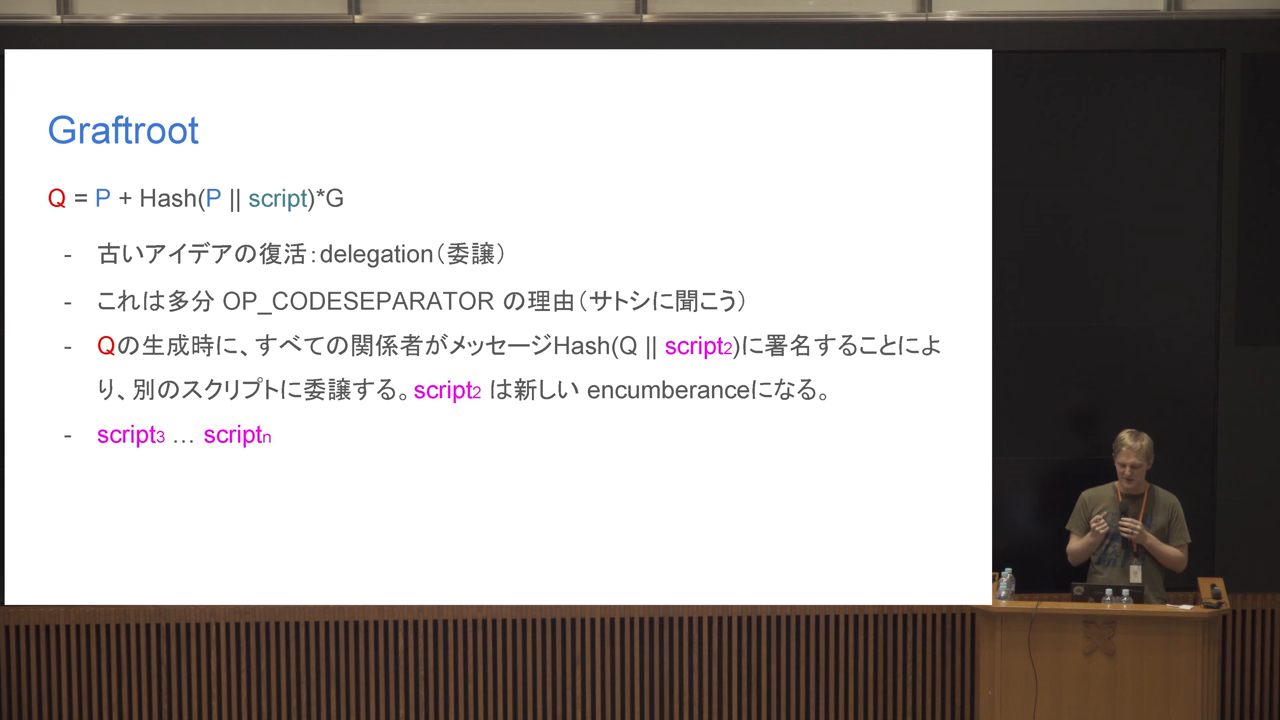 Graftroot
Q = P + Hash(P || script)*G
- 古いアイデアの復活：delegation（委譲）
- これは多分 OP_CODESEPARATOR の理由（サトシに聞こう）
- Qの生成時に、すべての関係者がメッセージHash(Q || script2)に署名することによ
り、別のスクリプトに委譲する。script2 は新しい encumberanceになる。
- script3 … scriptn